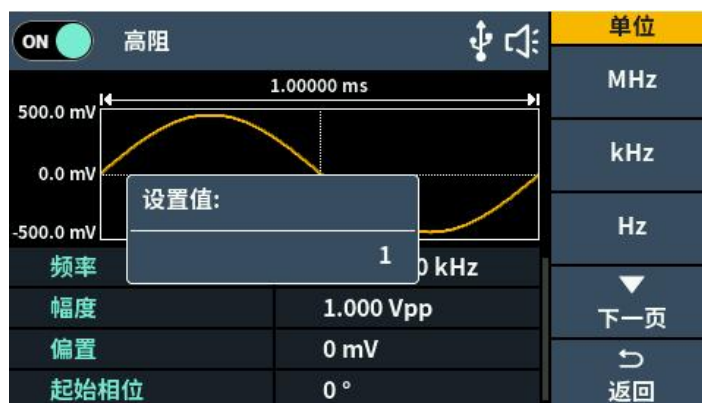 ON 高阻
单位
1.00000 ms
500.0 mV
0.0 mV
-500.0 mV
设置值:
1
频率 0 kHz
幅度 1.000 Vpp
偏置 0 mV
起始相位 0 °
MHz
kHz
Hz
下一页
返回